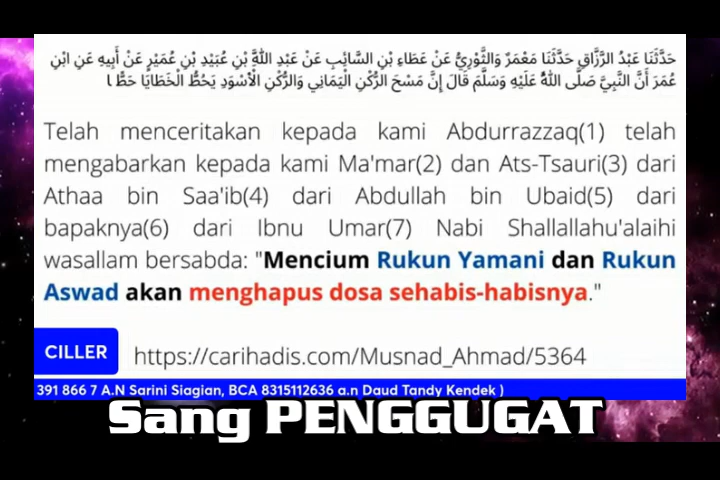 حَدَّثَنَا عَبْدُ الرَّزَّاقِ حَدَّثَنَا مَعْمَرٌ وَالثَّوْرِيُّ عَنْ عَطَاءِ بْنِ السَّائِبِ عَنْ عَبْدِ اللَّهِ بْنِ عُبَيْدِ بْنِ عُمَيْرٍ عَنْ أَبِيهِ عَنِ ابْنِ
عُمَرَ أَنَّ النَّبِيَّ صَلَّى اللَّهُ عَلَيْهِ وَسَلَّمَ قَالَ إِنَّ مَسْحَ الرُّكْنِ الْيَمَانِي وَالرُّكْنِ الْأَسْوَدِ يَحُطُّ الْخَطَايَا حَطًّا
Telah menceritakan kepada kami Abdurrazzaq(1) telah
mengabarkan kepada kami Ma'mar(2) dan Ats-Tsauri(3) dari
Athaa bin Saa'ib(4) dari Abdullah bin Ubaid(5) dari
bapaknya(6) dari Ibnu Umar(7) Nabi Shallallahu'alaihi
wasallam bersabda: "Mencium Rukun Yamani dan Rukun
Aswad akan menghapus dosa sehabis-habisnya."
CILLER
https://carihadis.com/Musnad_Ahmad/5364
391 866 7 A.N Sarini Siagian, BCA 8315112636 a.n Daud Tandy Kendek )
Sang PENGGUGAT